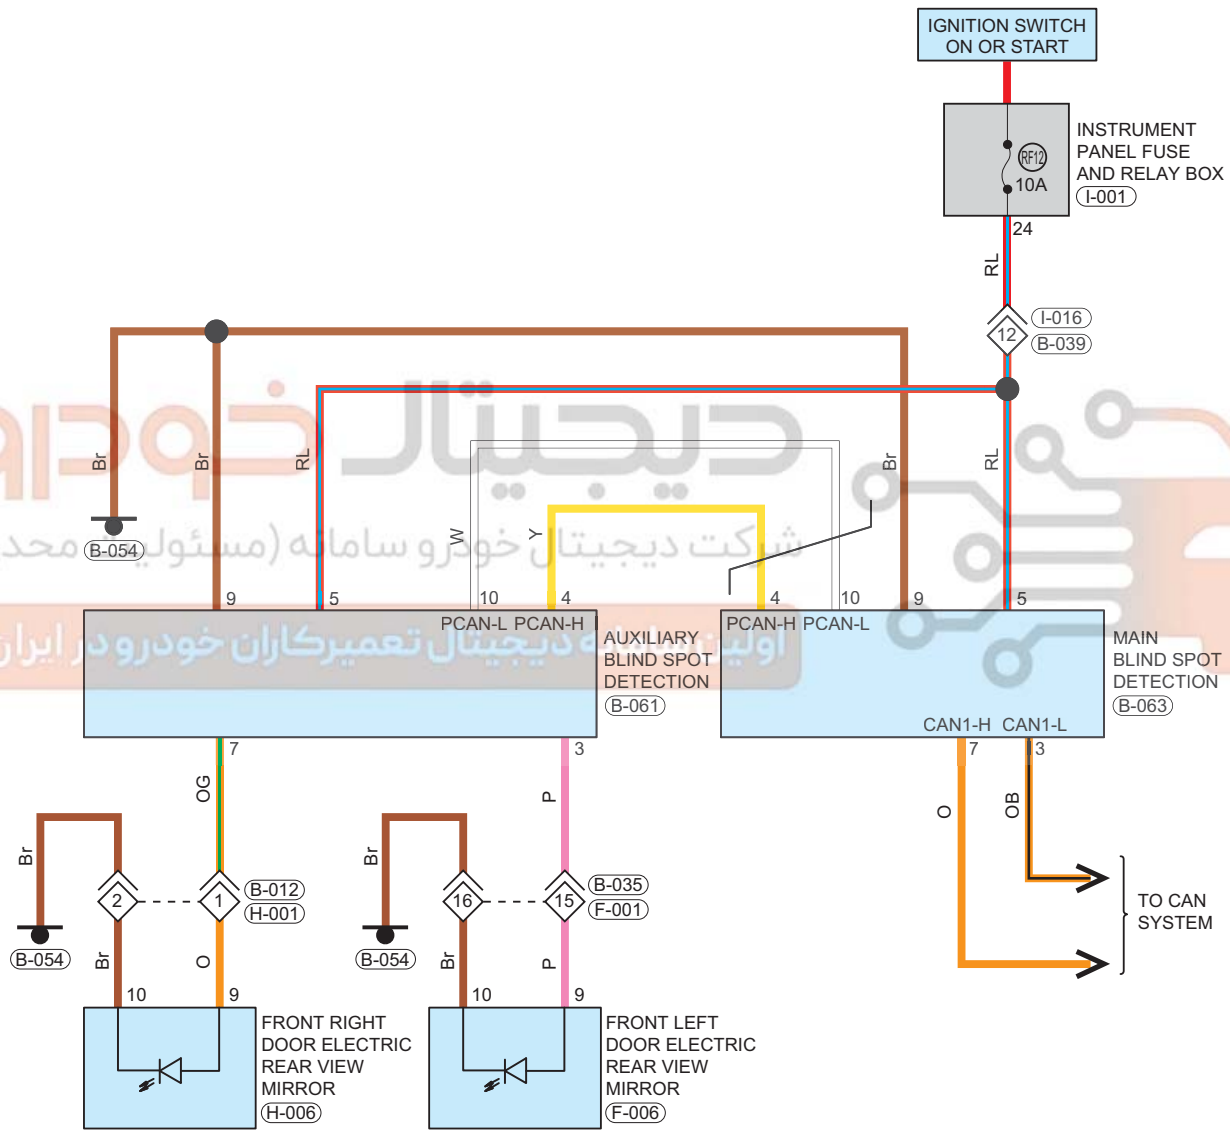 IGNITION SWITCH
ON OR START
INSTRUMENT
PANEL FUSE
AND RELAY BOX
I-001
RF12
10A
24
RL
12
I-016
B-039
دیجیتال خودرو
Br
Br
RL
Br
RL
B-054
W
Y
شرکت دیجیتال خودرو سامانه (مسئولیت محد
9
5
10
4
4
10
9
5
PCAN-L
PCAN-H
PCAN-H
PCAN-L
اولین سامانه دیجیتال تعمیرکاران خودرو در ایران
AUXILIARY
BLIND SPOT
DETECTION
B-061
MAIN
BLIND SPOT
DETECTION
B-063
CAN1-H
CAN1-L
7
3
7
3
OG
P
O
OB
Br
Br
2
1
B-012
H-001
16
15
B-035
F-001
TO CAN
SYSTEM
B-054
B-054
Br
O
Br
P
10
9
10
9
FRONT RIGHT
DOOR ELECTRIC
REAR VIEW
MIRROR
H-006
FRONT LEFT
DOOR ELECTRIC
REAR VIEW
MIRROR
F-006